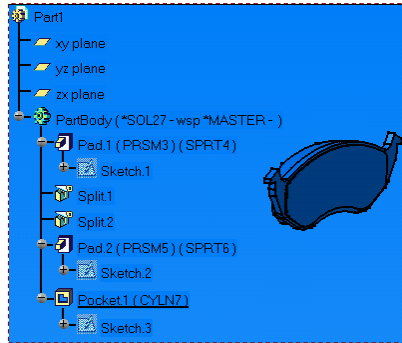 Part1
xy plane
yz plane
zx plane
PartBody ( *SOL27 - wsp *MASTER - )
Pad.1 ( PRSM3 ) ( SPRT4 )
Sketch.1
Split.1
Split.2
Pad.2 ( PRSM5 ) ( SPRT6 )
Sketch.2
Pocket.1 ( CYLN7 )
Sketch.3